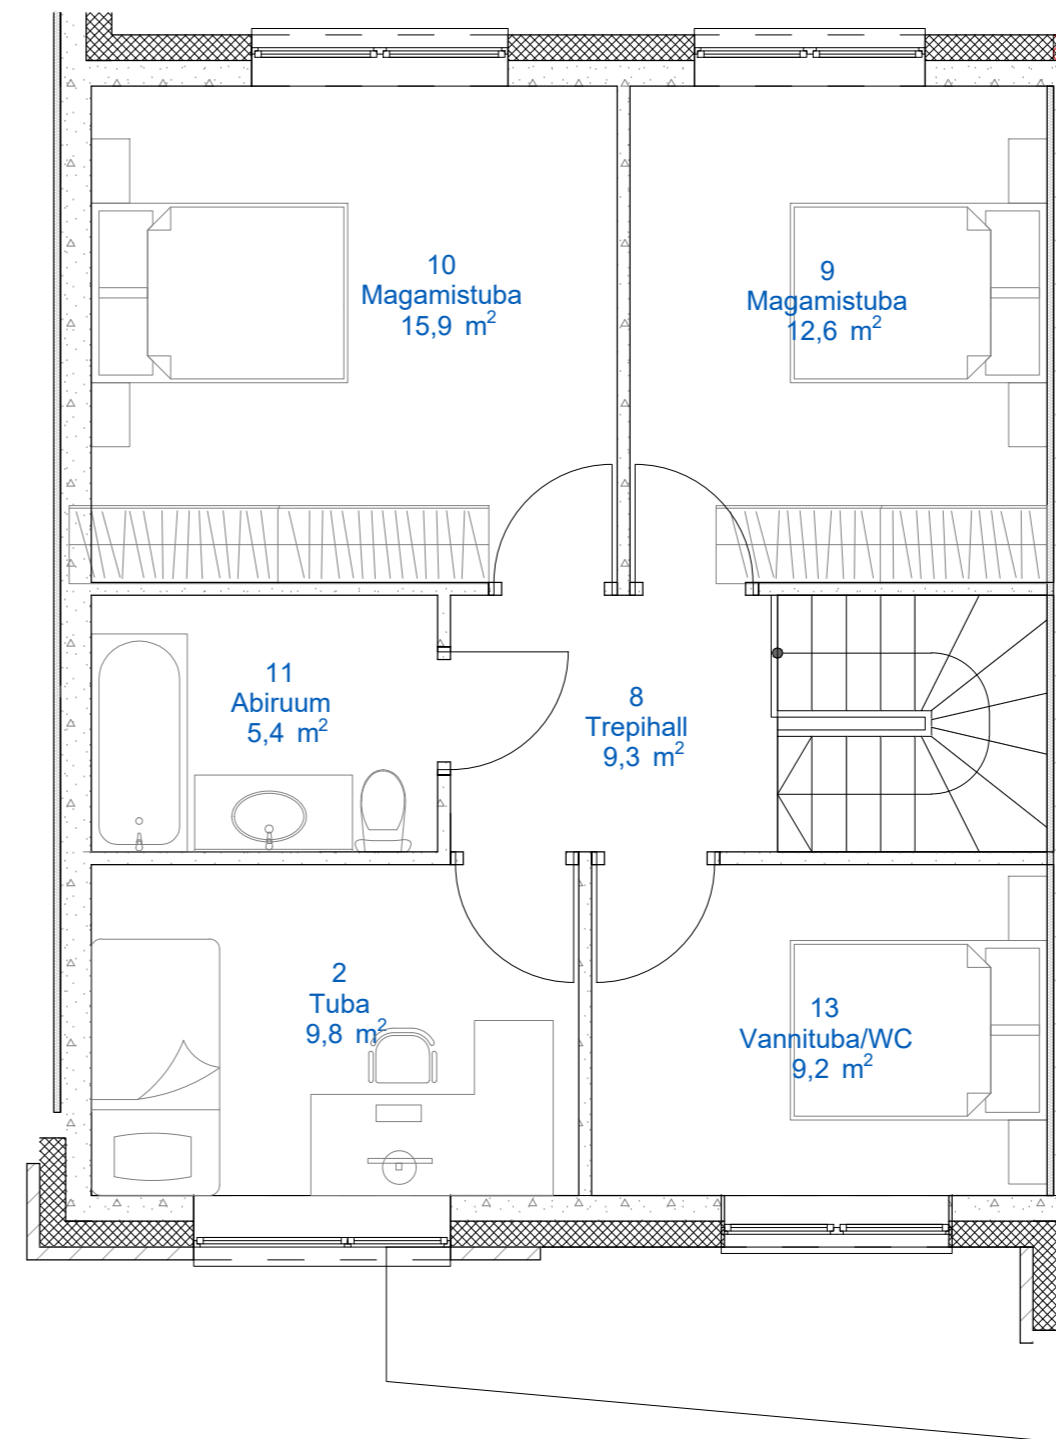 10
Magamistuba
15,9 m²
9
Magamistuba
12,6 m²
11
Abiruum
5,4 m²
8
Trepihall
9,3 m²
2
Tuba
9,8 m²
13
Vannituba/WC
9,2 m²